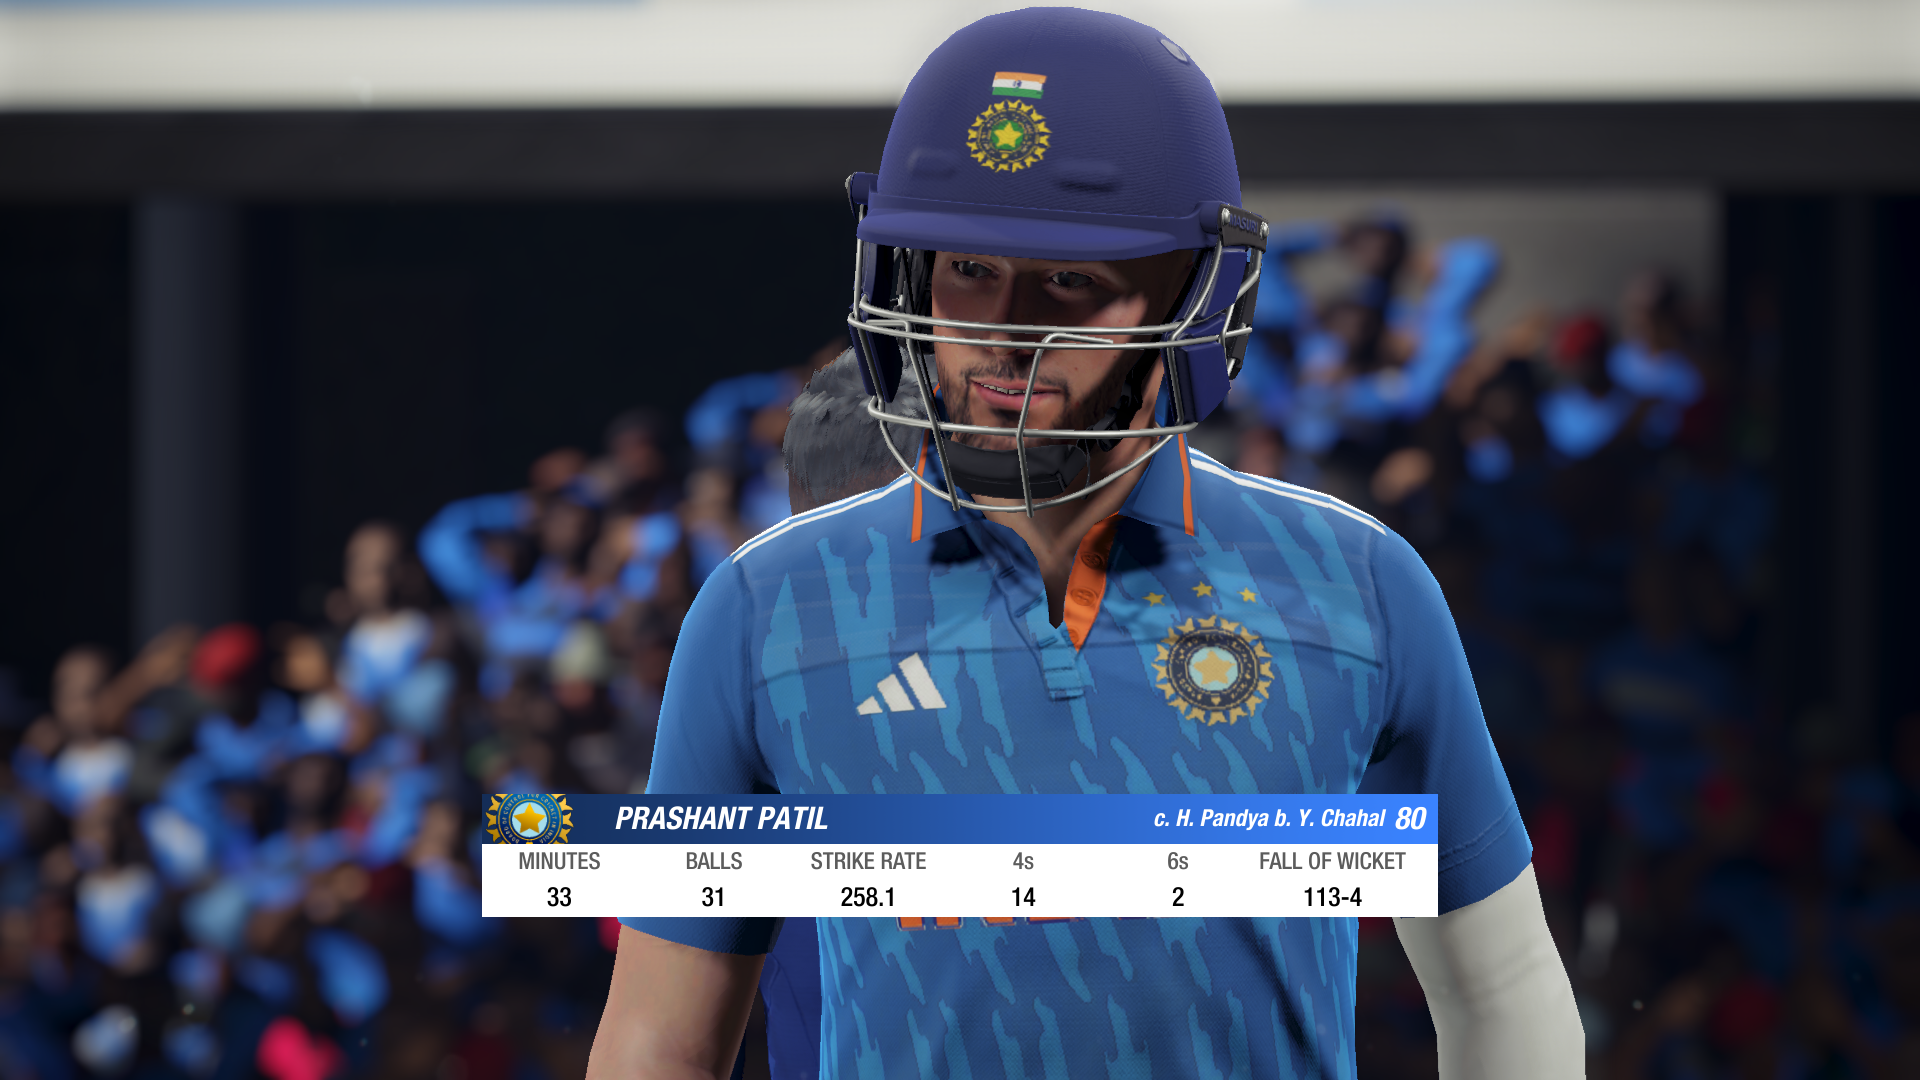 PRASHANT PATIL c. H. Pandya b. Y. Chahal 80
MINUTES BALLS STRIKE RATE 4s 6s FALL OF WICKET
33 31 258.1 14 2 113-4